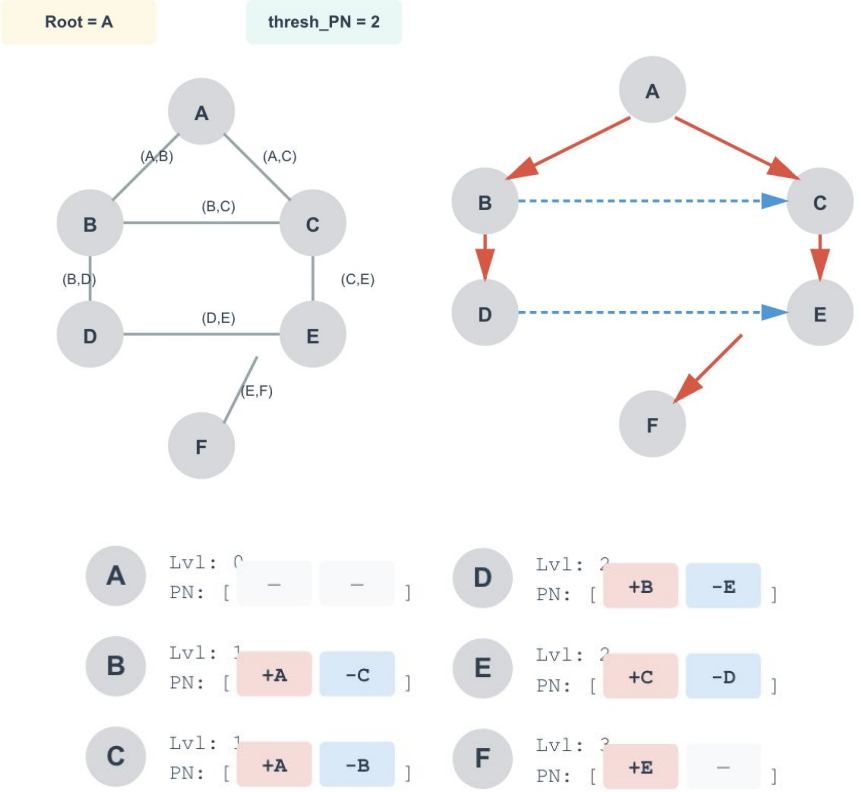 Root = A
thresh_PN = 2
A
(A,B)
(A,C)
B
(B,C)
C
(B,D)
(C,E)
D
(D,E)
E
(E,F)
F
A
B
C
D
E
F
A
Lvl: 0
PN: [ – – ]
B
Lvl: 1
PN: [ +A –C ]
C
Lvl: 1
PN: [ +A –B ]
D
Lvl: 2
PN: [ +B –E ]
E
Lvl: 2
PN: [ +C –D ]
F
Lvl: 3
PN: [ +E – ]